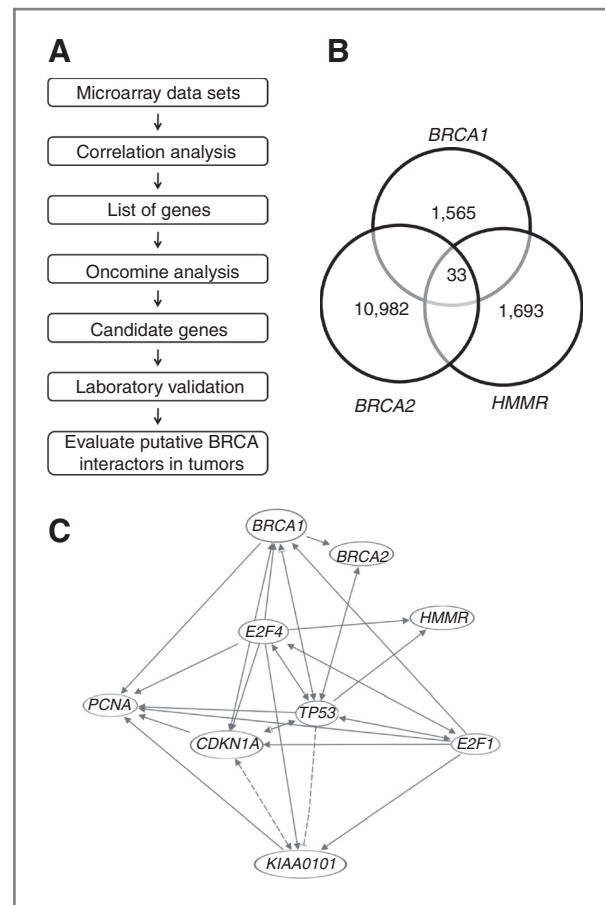 A
Microarray data sets
Correlation analysis
List of genes
Oncomine analysis
Candidate genes
Laboratory validation
Evaluate putative BRCA
interactors in tumors
B
BRCA1
1,565
33
10,982
1,693
BRCA2
HMMR
C
BRCA1
BRCA2
HMMR
E2F4
PCNA
TP53
CDKN1A
E2F1
KIAA0101